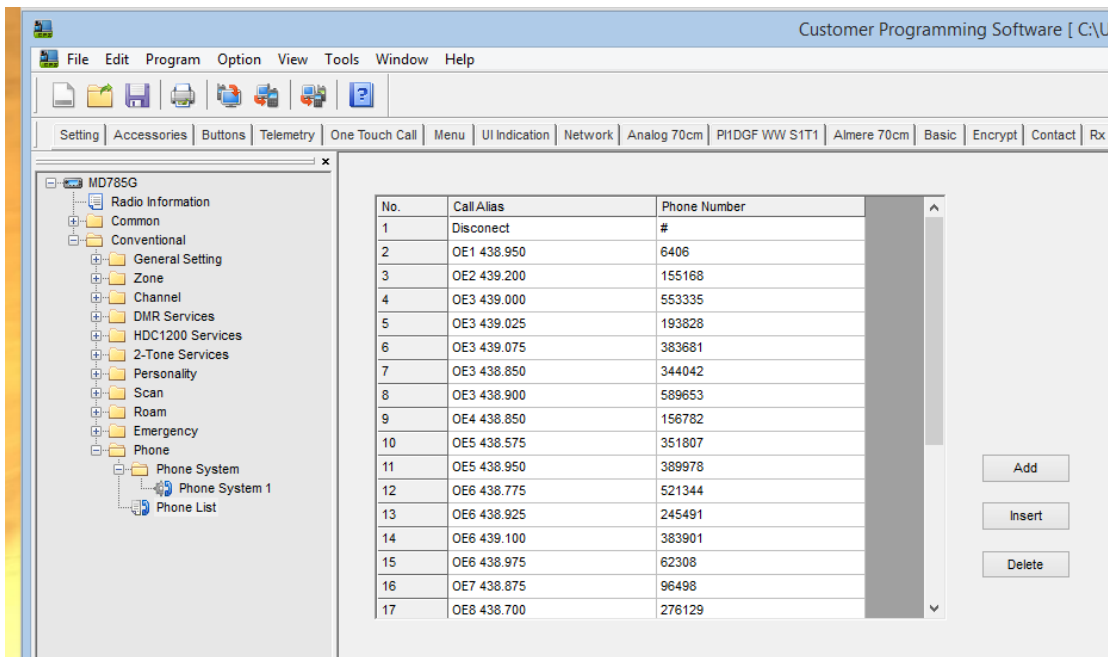 Customer Programming Software [ C:\U
File Edit Program Option View Tools Window Help
Setting Accessories Buttons Telemetry One Touch Call Menu UI Indication Network Analog 70cm PI1DGF WW S1T1 Almere 70cm Basic Encrypt Contact Rx
MD785G
Radio Information
Common
Conventional
General Setting
Zone
Channel
DMR Services
HDC1200 Services
2-Tone Services
Personality
Scan
Roam
Emergency
Phone
Phone System
Phone System 1
Phone List
No. Call Alias Phone Number
1 Disconect #
2 OE1 438.950 6406
3 OE2 439.200 155168
4 OE3 439.000 553335
5 OE3 439.025 193828
6 OE3 439.075 383681
7 OE3 438.850 344042
8 OE3 438.900 589653
9 OE4 438.850 156782
10 OE5 438.575 351807
11 OE5 438.950 389978
12 OE6 438.775 521344
13 OE6 438.925 245491
14 OE6 439.100 383901
15 OE6 438.975 62308
16 OE7 438.875 96498
17 OE8 438.700 276129
Add
Insert
Delete